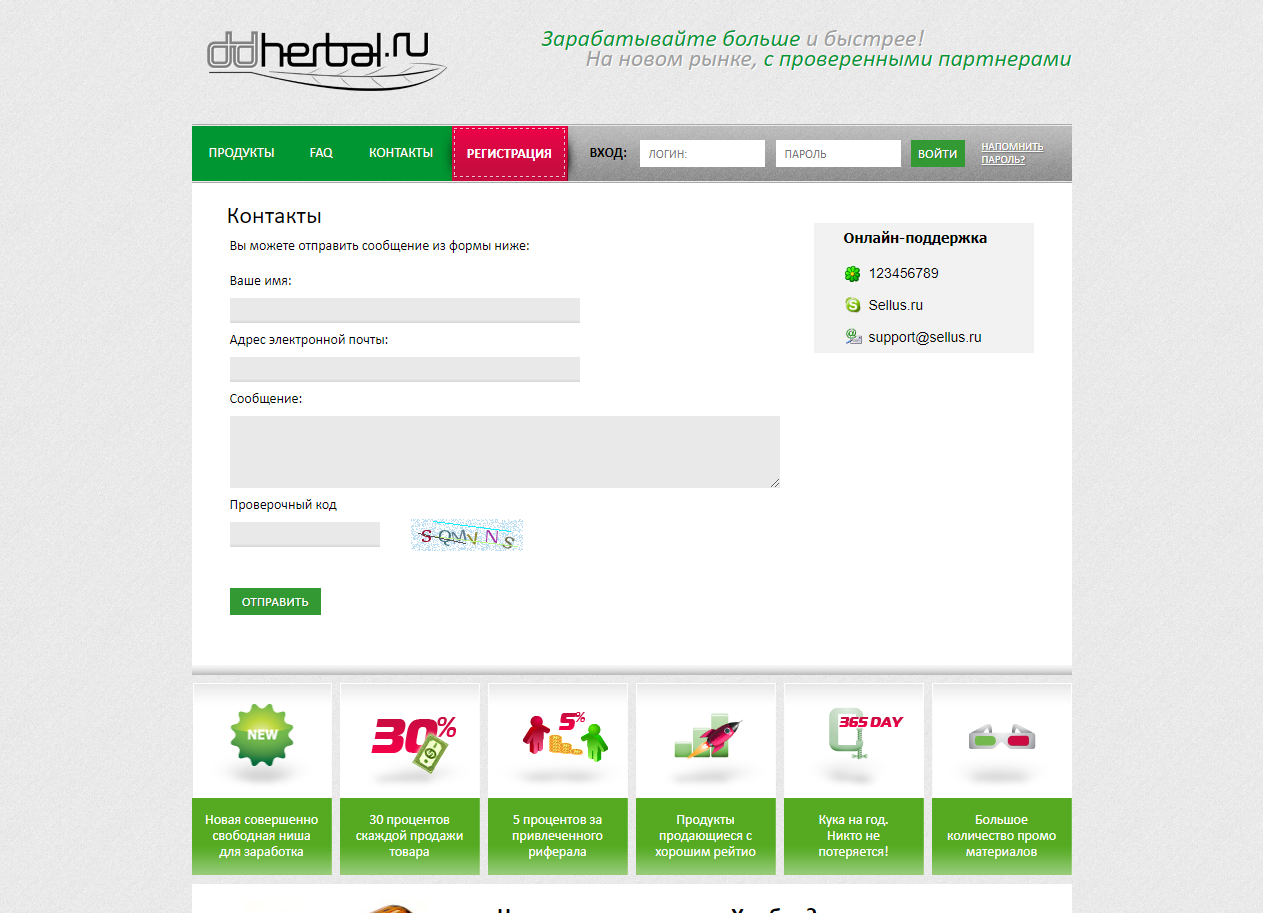 ddherbal.ru
Зарабатывайте больше и быстрее!
На новом рынке, с проверенными партнерами
ПРОДУКТЫ FAQ КОНТАКТЫ РЕГИСТРАЦИЯ ВХОД: ЛОГИН: ПАРОЛЬ ВОЙТИ НАПОМНИТЬ
ПАРОЛЬ?
Контакты
Вы можете отправить сообщение из формы ниже:
Ваше имя:
Адрес электронной почты:
Сообщение:
Проверочный код
SQMVNS
ОТПРАВИТЬ
Онлайн-поддержка
123456789
Sellus.ru
support@sellus.ru
NEW
Новая совершенно
свободная ниша
для заработка
30%
30 процентов
скаждой продажи
товара
5%
5 процентов за
привлеченного
риферала
Продукты
продающиеся с
хорошим рейтио
365 DAY
Кука на год.
Никто не
потеряется!
Большое
количество промо
материалов